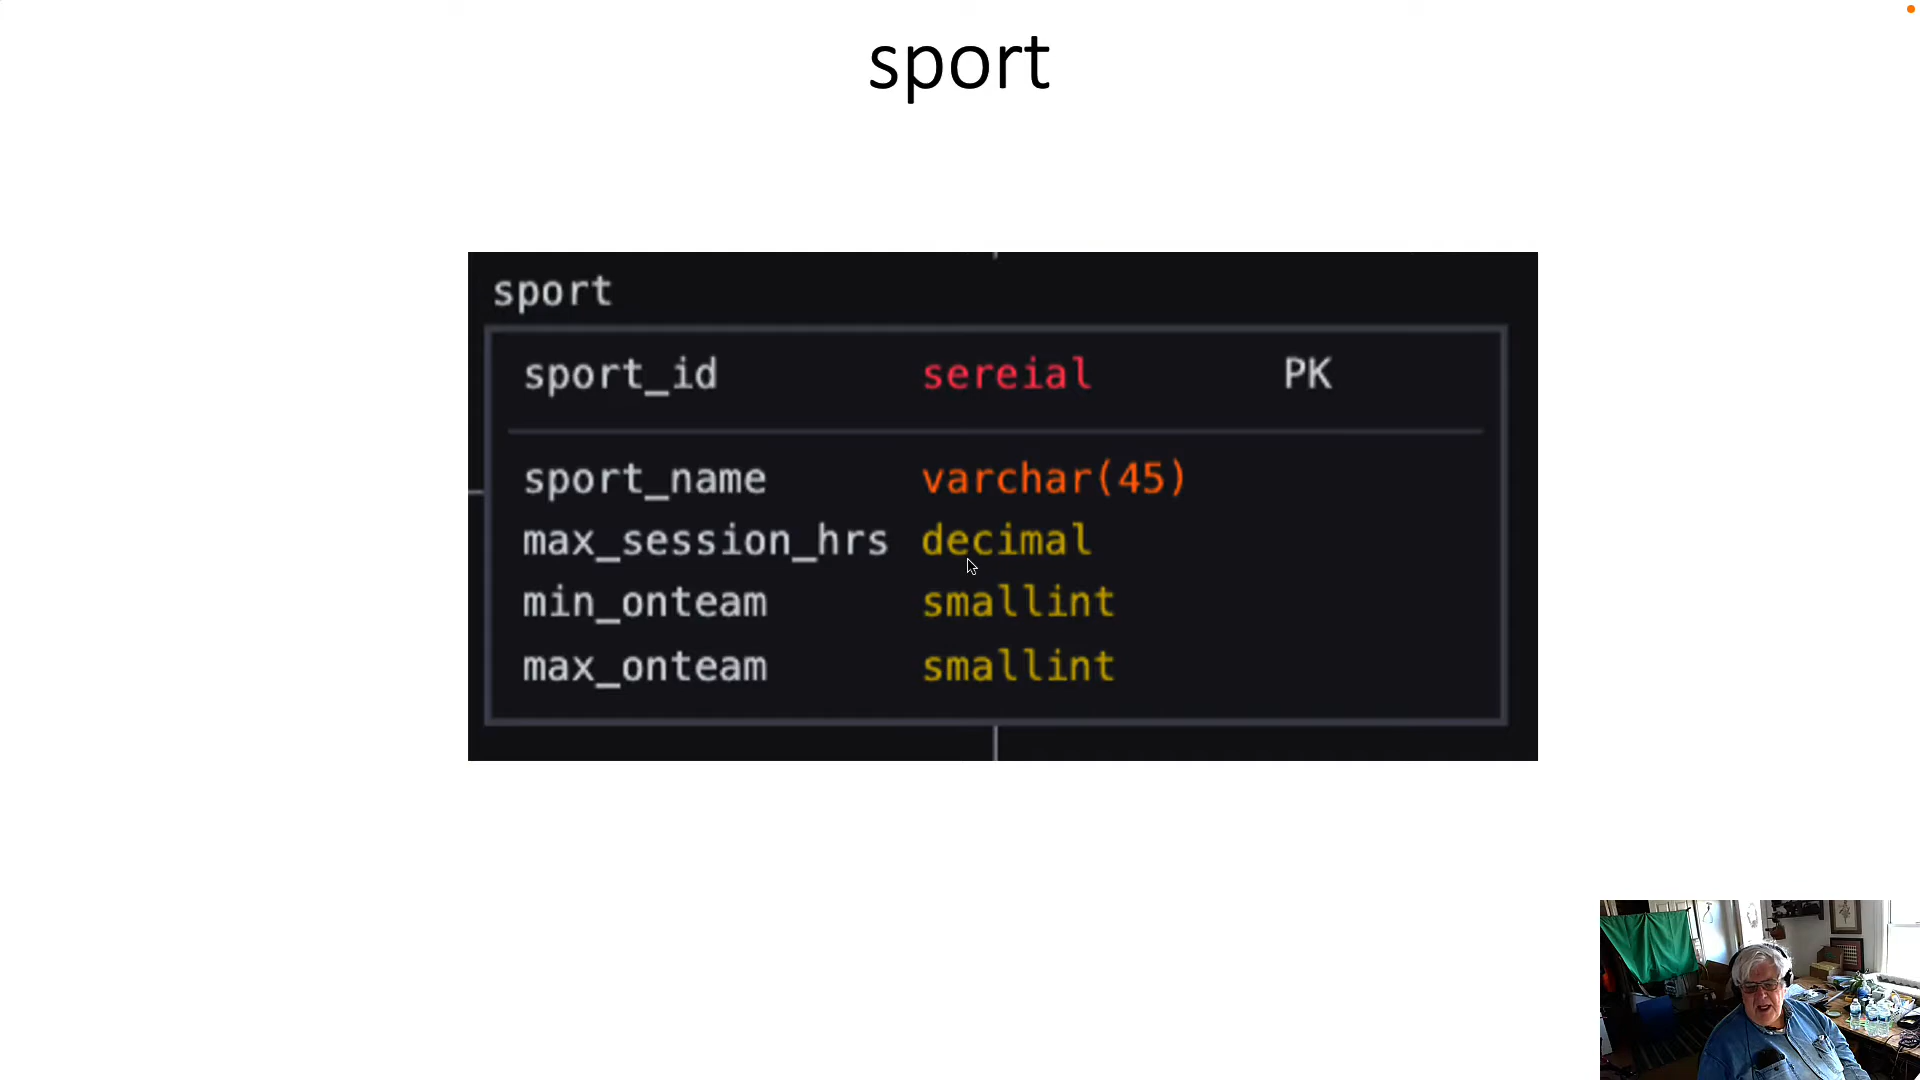 sport
sport
sport_id sereial PK
sport_name varchar(45)
max_session_hrs decimal
min_onteam smallint
max_onteam smallint